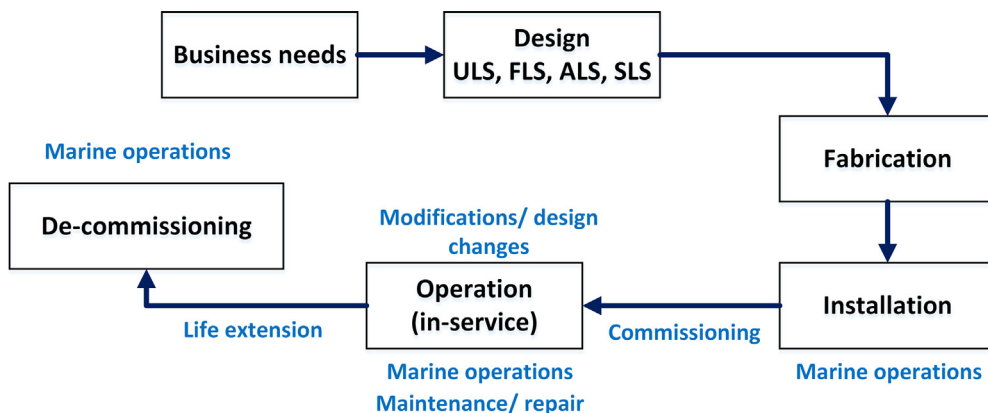 Business needs
Design
ULS, FLS, ALS, SLS
Marine operations
Fabrication
De-commissioning
Modifications/ design
changes
Operation
(in-service)
Installation
Life extension
Commissioning
Marine operations
Maintenance/ repair
Marine operations